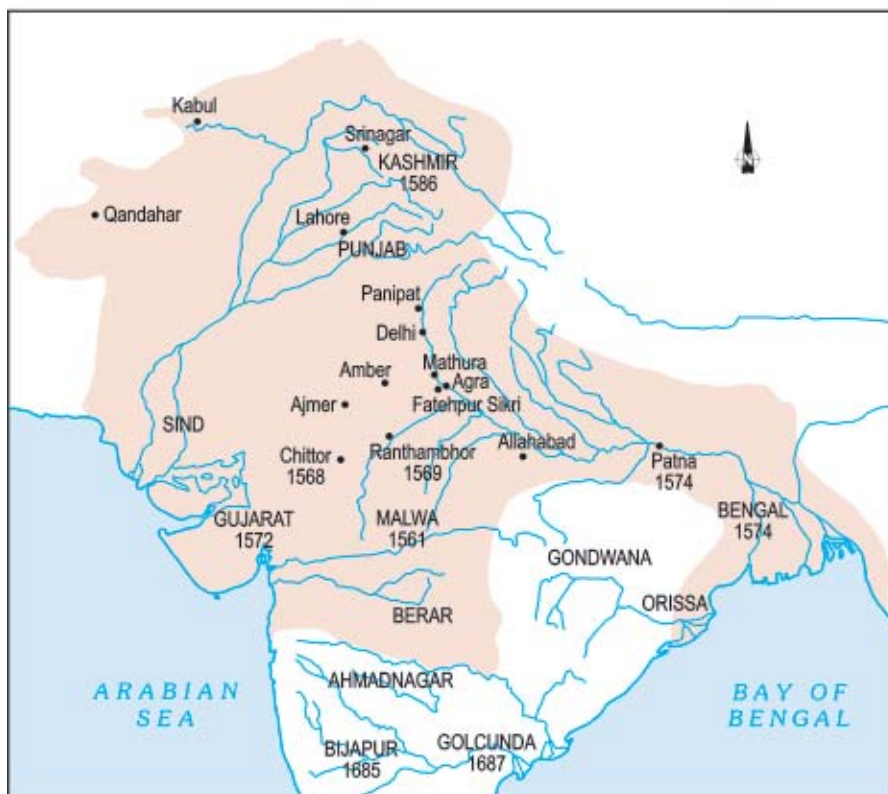 Kabul
Srinagar
KASHMIR
1586
Qandahar
Lahore
PUNJAB
Panipat
Delhi
Mathura
Amber
Agra
Ajmer
Fatehpur Sikri
SIND
Chittor
1568
Ranthambhor
1569
Allahabad
Patna
1574
GUJARAT
1572
MALWA
1561
BENGAL
1574
GONDWANA
BERAR
ORISSA
ARABIAN
SEA
AHMADNAGAR
BAY OF
BENGAL
BIJAPUR
1685
GOLCUNDA
1687
N